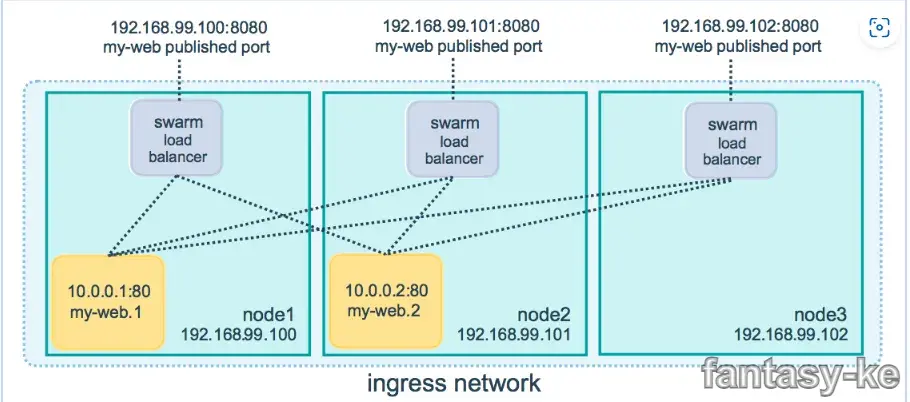 192.168.99.100:8080
my-web published port
192.168.99.101:8080
my-web published port
192.168.99.102:8080
my-web published port
swarm
load
balancer
swarm
load
balancer
swarm
load
balancer
10.0.0.1:80
my-web.1
node1
192.168.99.100
10.0.0.2:80
my-web.2
node2
192.168.99.101
node3
192.168.99.102
ingress network
fantasy-ke